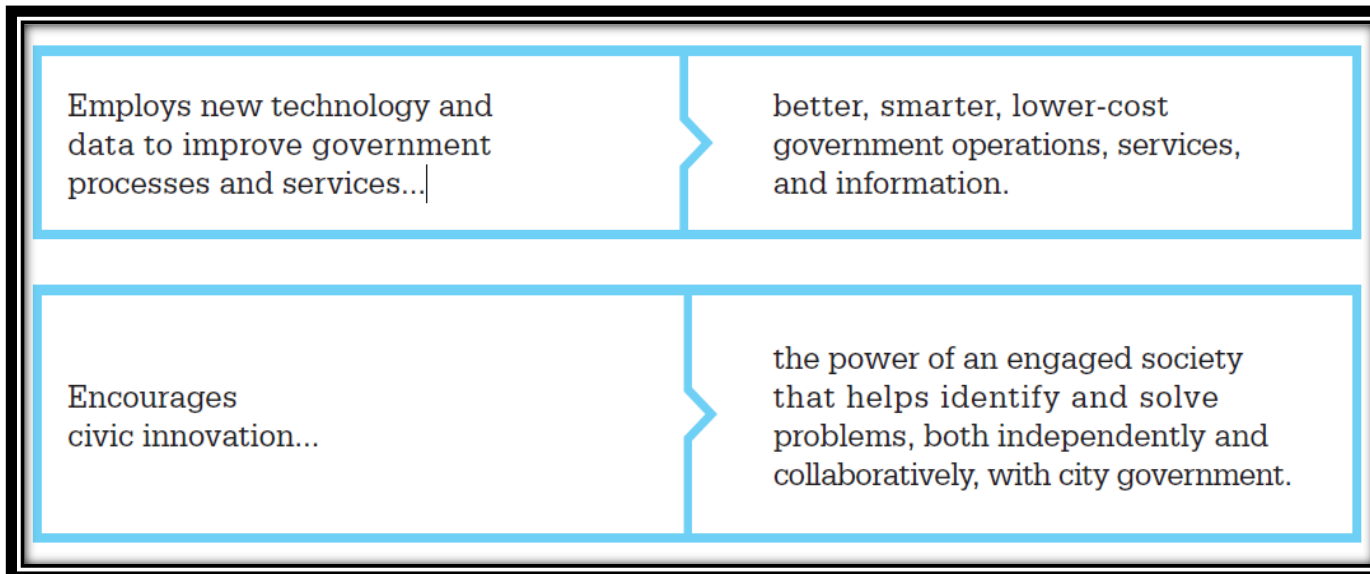 Employs new technology and
data to improve government
processes and services...
better, smarter, lower-cost
government operations, services,
and information.
Encourages
civic innovation...
the power of an engaged society
that helps identify and solve
problems, both independently and
collaboratively, with city government.